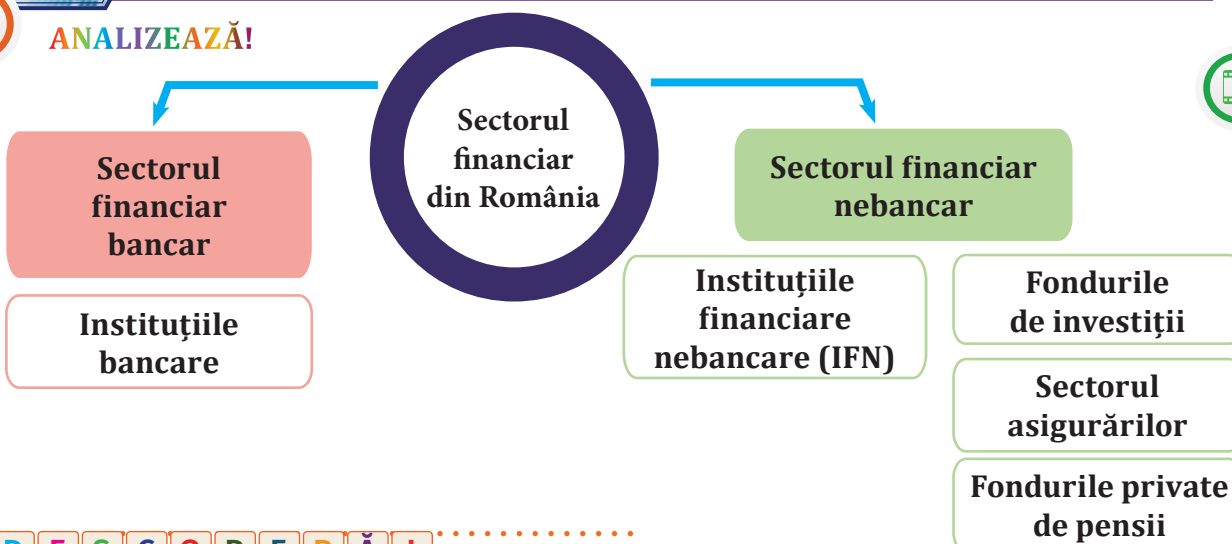 ANALIZEAZĂ!
Sectorul
financiar
din România
Sectorul
financiar
bancar
Instituțiile
bancare
Sectorul financiar
nebancar
Instituțiile
financiare
nebancare (IFN)
Fondurile
de investiții
Sectorul
asigurărilor
Fondurile private
de pensii